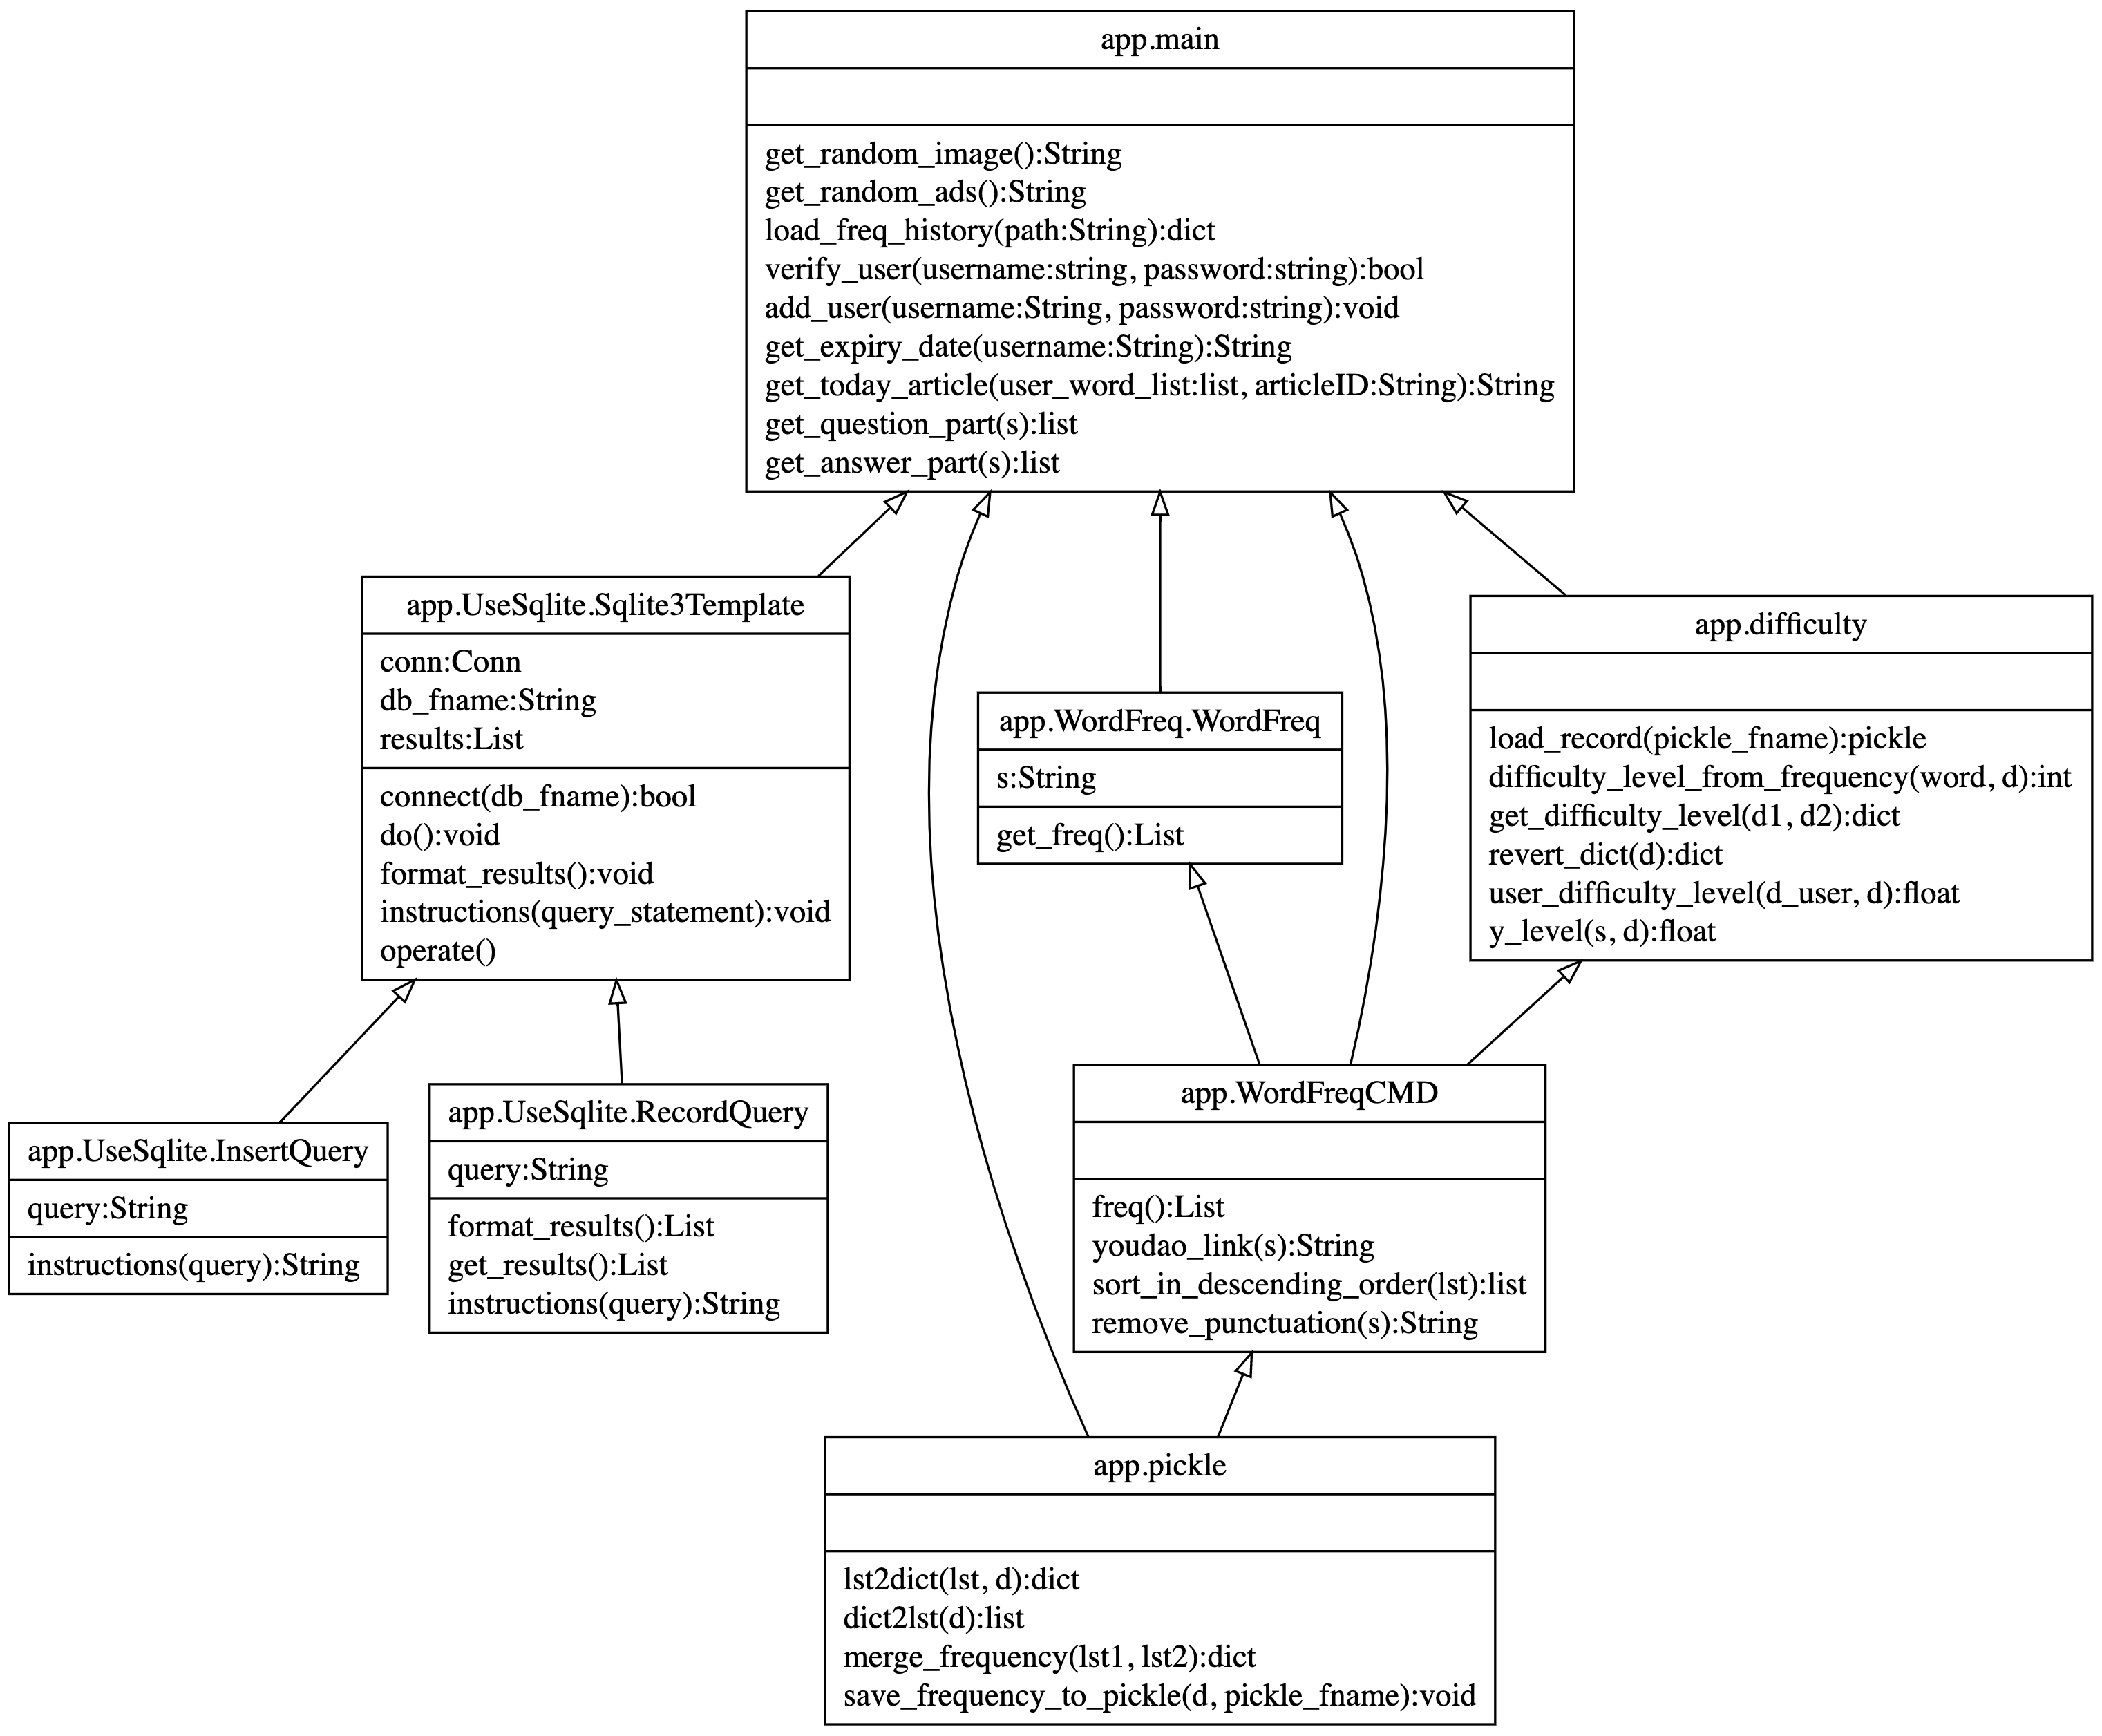 app.main
get_random_image():String
get_random_ads():String
load_freq_history(path:String):dict
verify_user(username:string, password:string):bool
add_user(username:String, password:string):void
get_expiry_date(username:String):String
get_today_article(user_word_list:list, articleID:String):String
get_question_part(s):list
get_answer_part(s):list
app.UseSqlite.Sqlite3Template
conn:Conn
db_fname:String
results:List
connect(db_fname):bool
do():void
format_results():void
instructions(query_statement):void
operate()
app.WordFreq.WordFreq
s:String
get_freq():List
app.difficulty
load_record(pickle_fname):pickle
difficulty_level_from_frequency(word, d):int
get_difficulty_level(d1, d2):dict
revert_dict(d):dict
user_difficulty_level(d_user, d):float
y_level(s, d):float
app.UseSqlite.InsertQuery
query:String
instructions(query):String
app.UseSqlite.RecordQuery
query:String
format_results():List
get_results():List
instructions(query):String
app.WordFreqCMD
freq():List
youdao_link(s):String
sort_in_descending_order(lst):list
remove_punctuation(s):String
app.pickle
lst2dict(lst, d):dict
dict2lst(d):list
merge_frequency(lst1, lst2):dict
save_frequency_to_pickle(d, pickle_fname):void